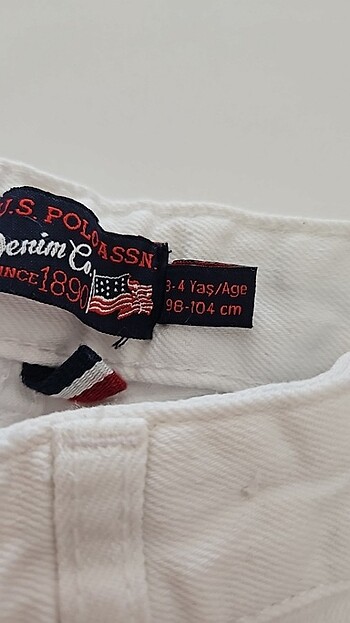 U.S. POLO ASSN.
Denim Co.
SINCE 1890
3-4 Yaş/Age
98-104 cm